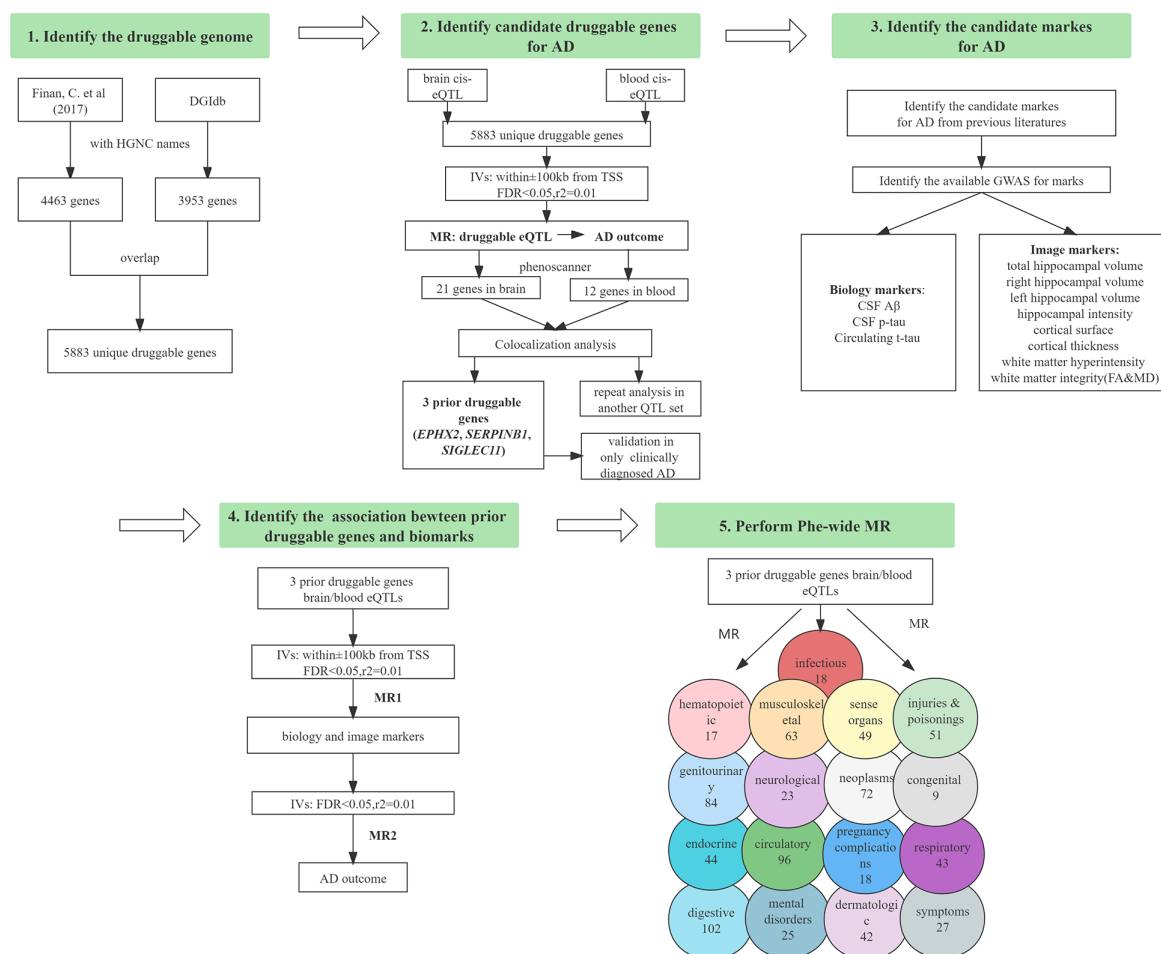 1. Identify the druggable genome
Finan, C. et al
(2017)
DGIdb
with HGNC names
4463 genes
3953 genes
overlap
5883 unique druggable genes
2. Identify candidate druggable genes
for AD
brain cis-
eQTL
blood cis-
eQTL
5883 unique druggable genes
IVs: within±100kb from TSS
FDR<0.05,r2=0.01
MR: druggable eQTL
AD outcome
phenoscanner
21 genes in brain
12 genes in blood
Colocalization analysis
3 prior druggable
genes
(EPHX2, SERPINB1,
SIGLEC11)
repeat analysis in
another QTL set
validation in
only clinically
diagnosed AD
3. Identify the candidate markes
for AD
Identify the candidate markes
for AD from previous literatures
Identify the available GWAS for marks
Biology markers:
CSF Aβ
CSF p-tau
Circulating t-tau
Image markers:
total hippocampal volume
right hippocampal volume
left hippocampal volume
hippocampal intensity
cortical surface
cortical thickness
white matter hyperintensity
white matter integrity(FA&MD)
4. Identify the association bewteen prior
druggable genes and biomarks
3 prior druggable genes
brain/blood eQTLs
IVs: within±100kb from TSS
FDR<0.05,r2=0.01
MR1
biology and image markers
IVs: FDR<0.05,r2=0.01
MR2
AD outcome
5. Perform Phe-wide MR
3 prior druggable genes brain/blood
eQTLs
MR
MR
infectious
18
hematopoiet
ic
17
musculoskel
etal
63
sense
organs
49
injuries &
poisonings
51
genitourinar
y
84
neurological
23
neoplasms
72
congenital
9
endocrine
44
circulatory
96
pregnancy
complicatio
ns
18
respiratory
43
digestive
102
mental
disorders
25
dermatologi
c
42
symptoms
27